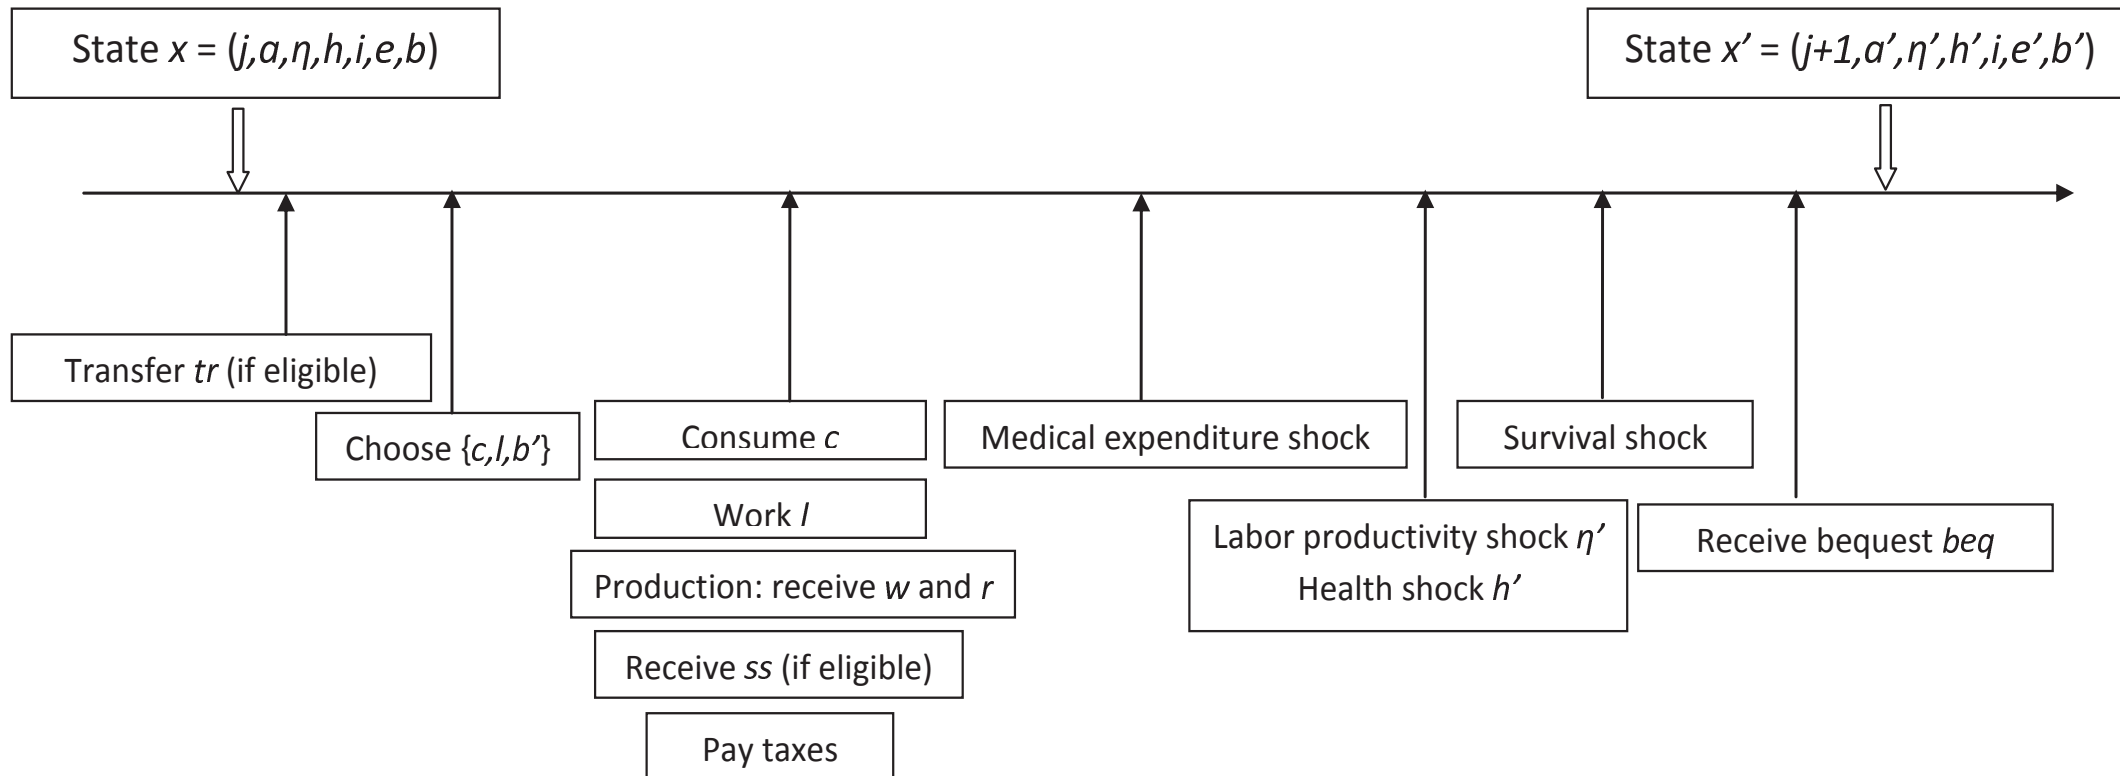 State x = (j,a,η,h,i,e,b)
State x’ = (j+1,a’,η’,h’,i,e’,b’)
Transfer tr (if eligible)
Choose {c,l,b’}
Consume c
Work l
Production: receive w and r
Receive ss (if eligible)
Pay taxes
Medical expenditure shock
Labor productivity shock η’
Health shock h’
Survival shock
Receive bequest beq